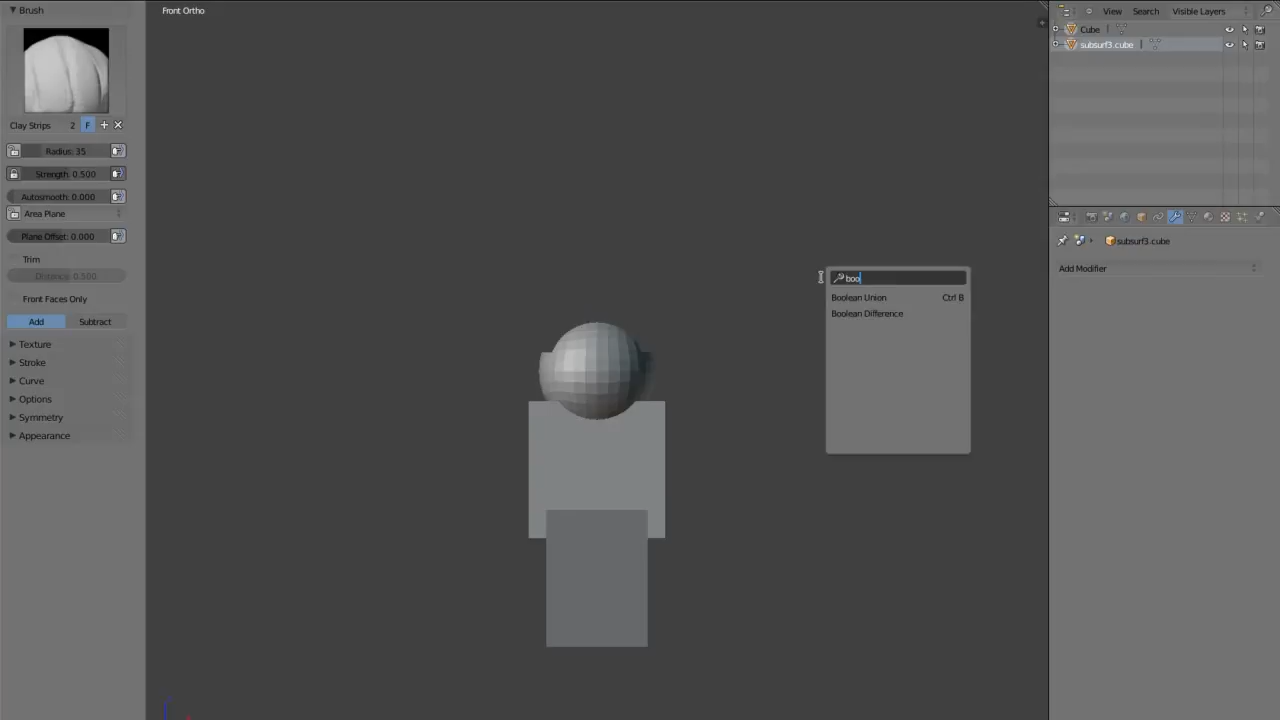 Brush
Clay Strips 2 F
Radius: 35
Strength: 0.500
Autosmooth: 0.000
Area Plane
Plane Offset: 0.000
Trim
Distance: 0.500
Front Faces Only
Add Subtract
Texture
Stroke
Curve
Options
Symmetry
Appearance
Front Ortho
boo
Boolean Union Ctrl B
Boolean Difference
View Search Visible Layers
Cube
subsurf3.cube
subsurf3.cube
Add Modifier